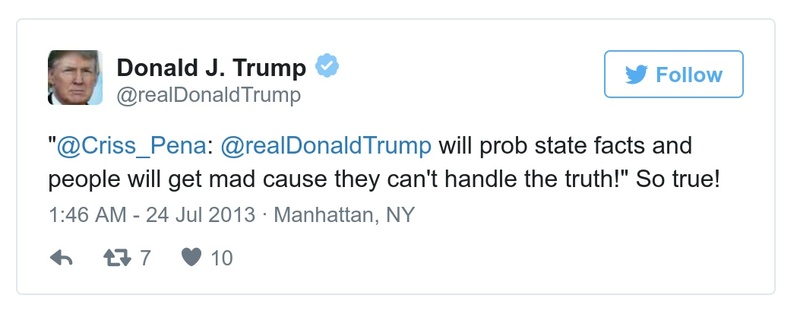 Donald J. Trump
@realDonaldTrump
Follow
"@Criss_Pena: @realDonaldTrump will prob state facts and
people will get mad cause they can't handle the truth!" So true!
1:46 AM - 24 Jul 2013 · Manhattan, NY
7 10